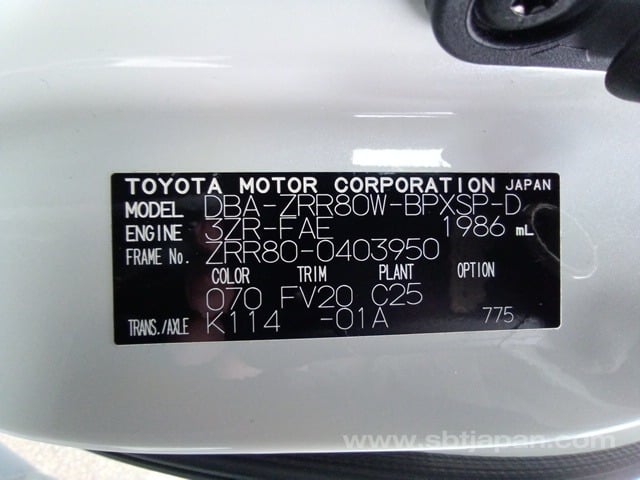 TOYOTA MOTOR CORPORATION JAPAN
MODEL DBA-ZRR80W-BPXSP-D
ENGINE 3ZR-FAE 1986 mL
FRAME No. ZRR80-0403950
COLOR TRIM PLANT OPTION
070 FV20 C25
TRANS./AXLE K114 -01A 775
www.sbtjapan.com